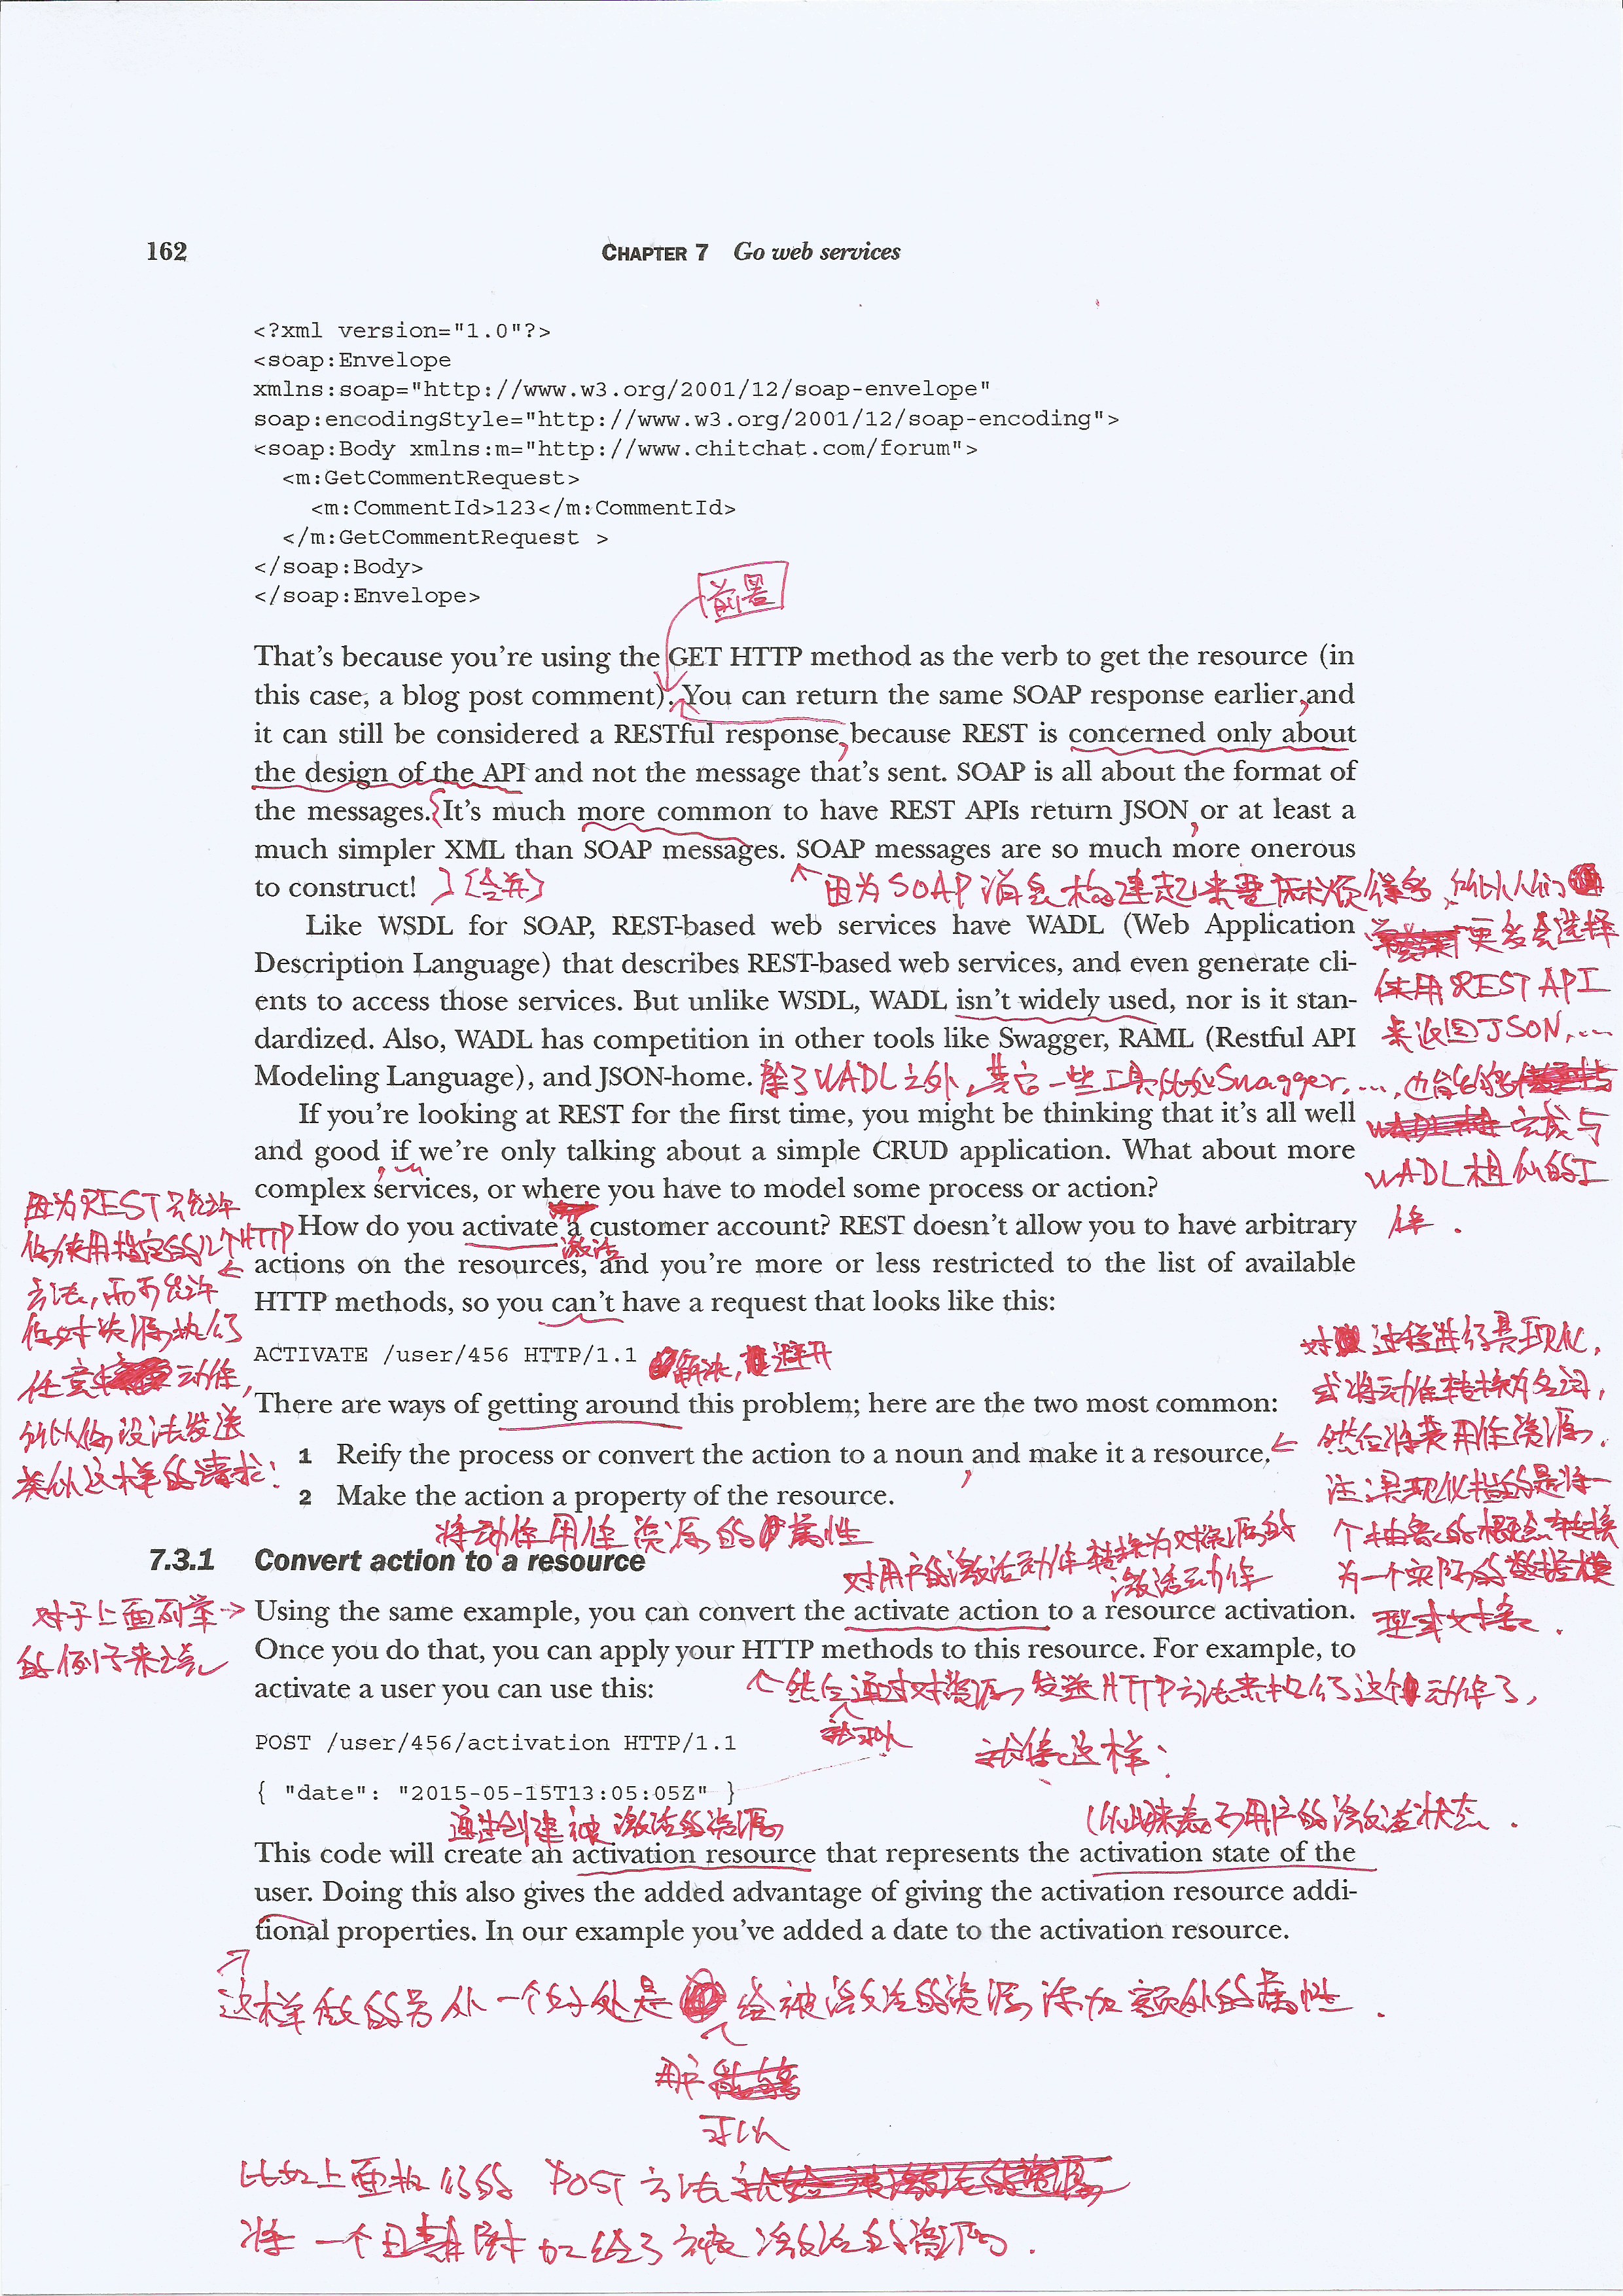 162
CHAPTER 7 Go web services
<?xml version="1.0"?>
<soap:Envelope
xmlns:soap="http://www.w3.org/2001/12/soap-envelope"
soap:encodingStyle="http://www.w3.org/2001/12/soap-encoding">
<soap:Body xmlns:m="http://www.chitchat.com/forum">
<m:GetCommentRequest>
<m:CommentId>123</m:CommentId>
</m:GetCommentRequest >
</soap:Body>
</soap:Envelope>
前置
That's because you're using the GET HTTP method as the verb to get the resource (in
this case, a blog post comment). You can return the same SOAP response earlier, and
it can still be considered a RESTful response, because REST is concerned only about
the design of the API and not the message that's sent. SOAP is all about the format of
the messages. It's much more common to have REST APIs return JSON, or at least a
much simpler XML than SOAP messages. SOAP messages are so much more onerous
to construct! 〔合并〕
因为SOAP消息构建起来要麻烦得多,所以人们
更多会选择
使用REST API
来返回JSON,…
Like WSDL for SOAP, REST-based web services have WADL (Web Application
Description Language) that describes REST-based web services, and even generate cli-
ents to access those services. But unlike WSDL, WADL isn't widely used, nor is it stan-
dardized. Also, WADL has competition in other tools like Swagger, RAML (Restful API
Modeling Language), and JSON-home.
除了WADL之外,其它一些工具比如Swagger,…,也能够
完成与
WADL相似的工
作.
If you're looking at REST for the first time, you might be thinking that it's all well
and good, if we're only talking about a simple CRUD application. What about more
complex services, or where you have to model some process or action?
How do you activate a customer account? REST doesn't allow you to have arbitrary
激活
actions on the resources, and you're more or less restricted to the list of available
HTTP methods, so you can't have a request that looks like this:
因为REST只允许
你使用指定的几个HTTP
方法,而不允许
你对资源执行
任意动作,
所以你没法发送
类似这样的请求:
ACTIVATE /user/456 HTTP/1.1
解决,避开
There are ways of getting around this problem; here are the two most common:
1 Reify the process or convert the action to a noun, and make it a resource.
2 Make the action a property of the resource.
将动作用作资源的属性
对过程进行具现化,
或将动作转换为名词,
然后将其用作资源.
注:具现化指的是将一
个抽象的概念转换
为一个实际的数据模
型或对象.
7.3.1 Convert action to a resource
对用户的激活动作转换为对资源的
激活动作
对于上面列举
的例子来说
Using the same example, you can convert the activate action to a resource activation.
Once you do that, you can apply your HTTP methods to this resource. For example, to
activate a user you can use this:
然后通过对资源发送HTTP方法来执行这个动作了,
就可以
就像这样:
POST /user/456/activation HTTP/1.1
{ "date": "2015-05-15T13:05:05Z" }
通过创建被激活的资源
以此来表示用户的激活状态.
This code will create an activation resource that represents the activation state of the
user. Doing this also gives the added advantage of giving the activation resource addi-
tional properties. In our example you've added a date to the activation resource.
这样做的另外一个好处是给被激活的资源添加额外的属性.
用户
可以
比如上面执行的POST方法
将一个日期附加给了被激活的资源.